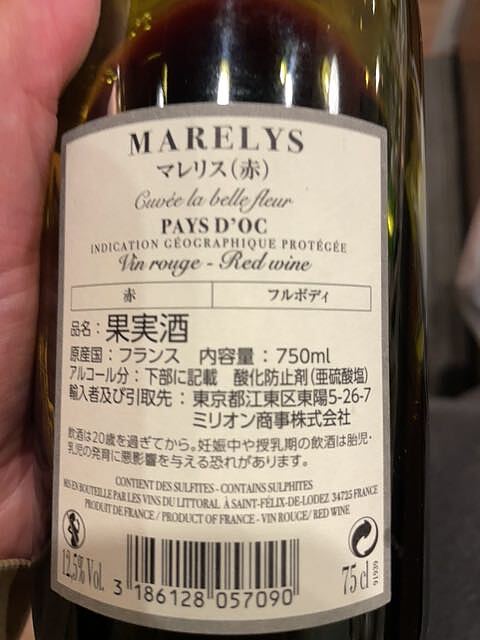 MARELYS
マレリス(赤)
Cuvée la belle fleur
PAYS D'OC
INDICATION GÉOGRAPHIQUE PROTÉGÉE
Vin rouge - Red wine
赤 フルボディ
品名：果実酒
原産国：フランス 内容量：750ml
アルコール分：下部に記載 酸化防止剤(亜硫酸塩)
輸入者及び引取先：東京都江東区東陽5-26-7
ミリオン商事株式会社
飲酒は20歳を過ぎてから。妊娠中や授乳期の飲酒は胎児・
乳児の発育に悪影響を与える恐れがあります。
CONTIENT DES SULFITES - CONTAINS SULPHITES
MIS EN BOUTEILLE PAR LES VINS DU LITTORAL À SAINT-FÉLIX-DE-LODEZ 34725 FRANCE
PRODUIT DE FRANCE / PRODUCT OF FRANCE - VIN ROUGE/ RED WINE
12,5% Vol.
3 186128 057090
75 cl
91939